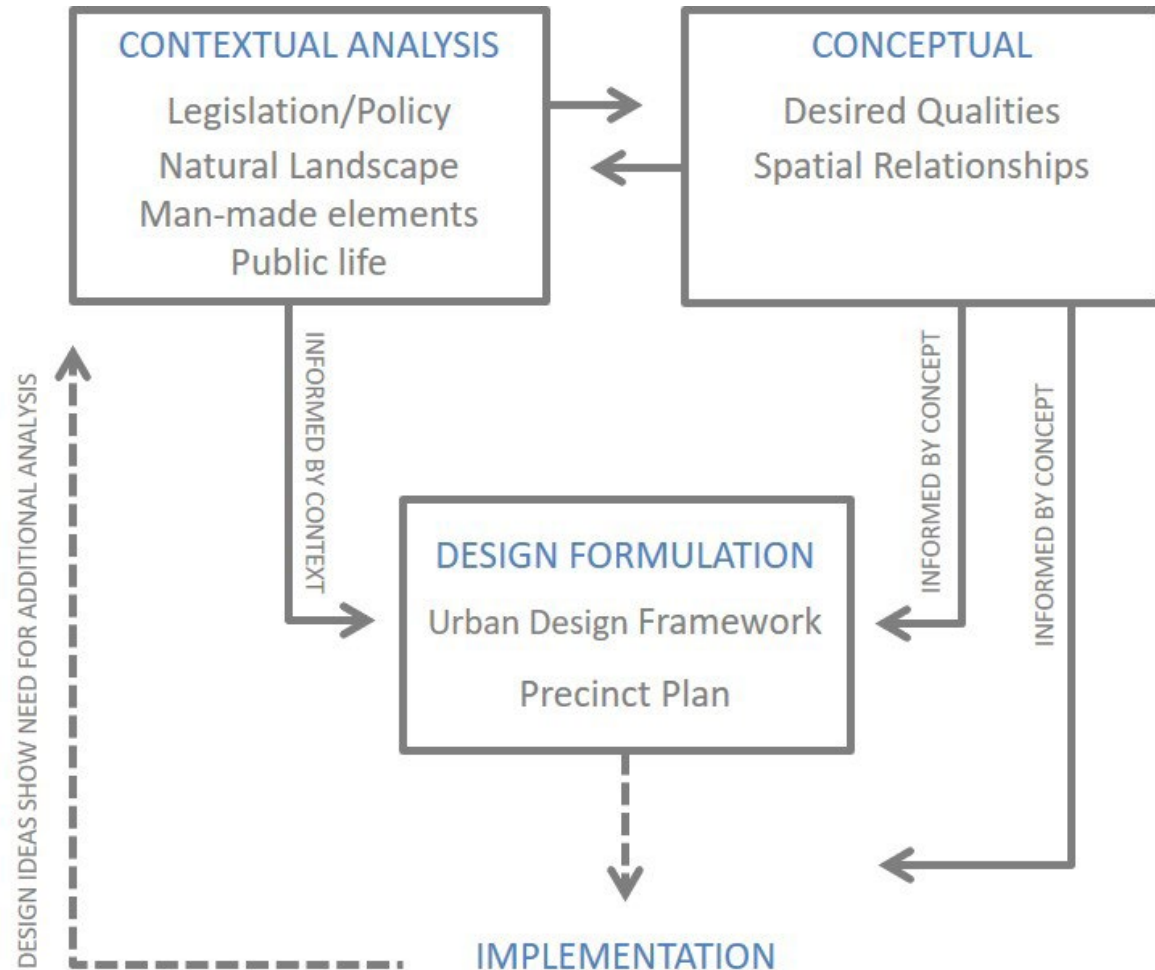 CONTEXTUAL ANALYSIS
Legislation/Policy
Natural Landscape
Man-made elements
Public life
CONCEPTUAL
Desired Qualities
Spatial Relationships
INFORMED BY CONTEXT
INFORMED BY CONCEPT
INFORMED BY CONCEPT
DESIGN IDEAS SHOW NEED FOR ADDITIONAL ANALYSIS
DESIGN FORMULATION
Urban Design Framework
Precinct Plan
IMPLEMENTATION